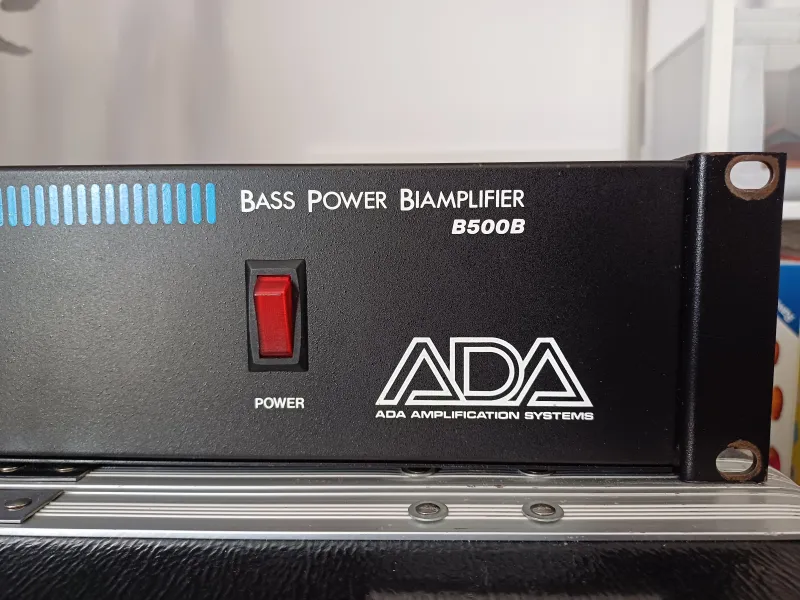 BASS POWER BIAMPLIFIER
B500B
POWER
ADA
ADA AMPLIFICATION SYSTEMS